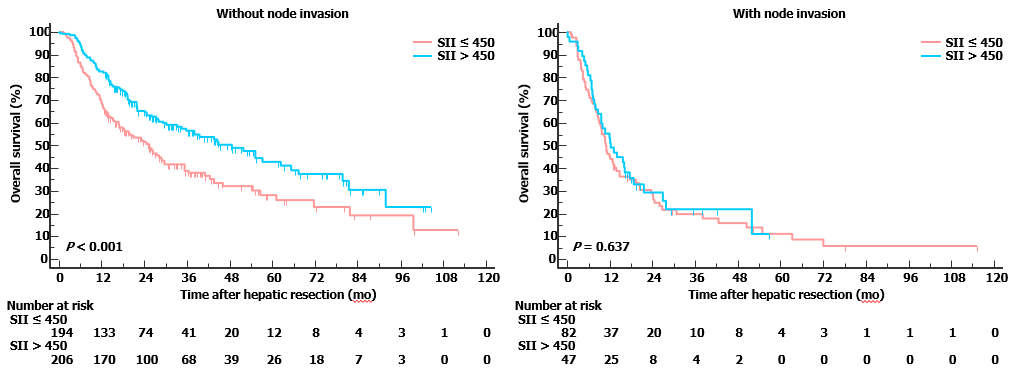 Without node invasion
100
90
80
70
60
50
40
30
20
10
0
Overall survival (%)
SII ≤ 450
SII > 450
P < 0.001
0 12 24 36 48 60 72 84 96 108 120
Time after hepatic resection (mo)
Number at risk
SII ≤ 450
194 133 74 41 20 12 8 4 3 1 0
SII > 450
206 170 100 68 39 26 18 7 3 0 0
With node invasion
100
90
80
70
60
50
40
30
20
10
0
Overall survival (%)
SII ≤ 450
SII > 450
P = 0.637
0 12 24 36 48 60 72 84 96 108 120
Time after hepatic resection (mo)
Number at risk
SII ≤ 450
82 37 20 10 8 4 3 1 1 1 0
SII > 450
47 25 8 4 2 0 0 0 0 0 0